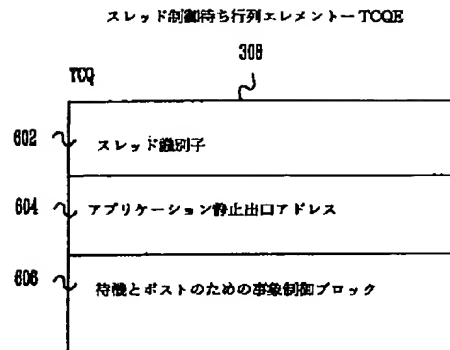 スレッド制御待ち行列エレメントーTCQE
308
TCQ
602
スレッド識別子
604
アプリケーション静止出口アドレス
606
待機とポストのための事象制御ブロック